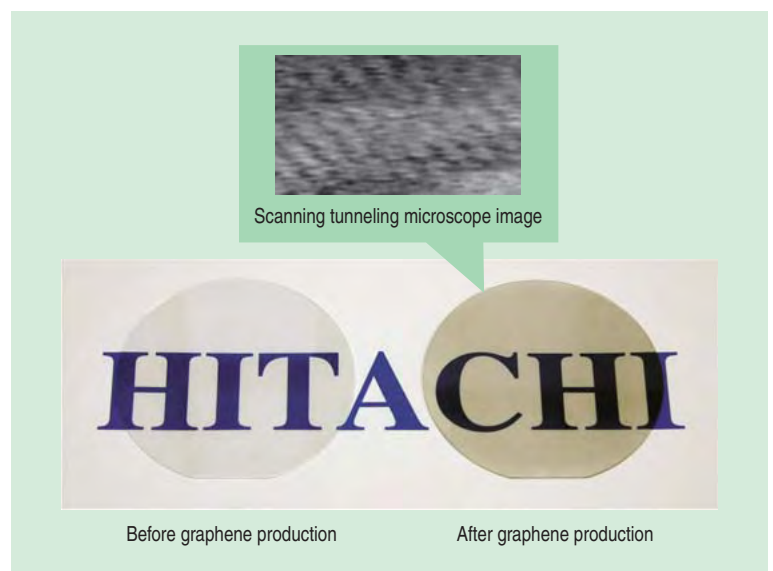 Scanning tunneling microscope image
HITACHI
Before graphene production
After graphene production